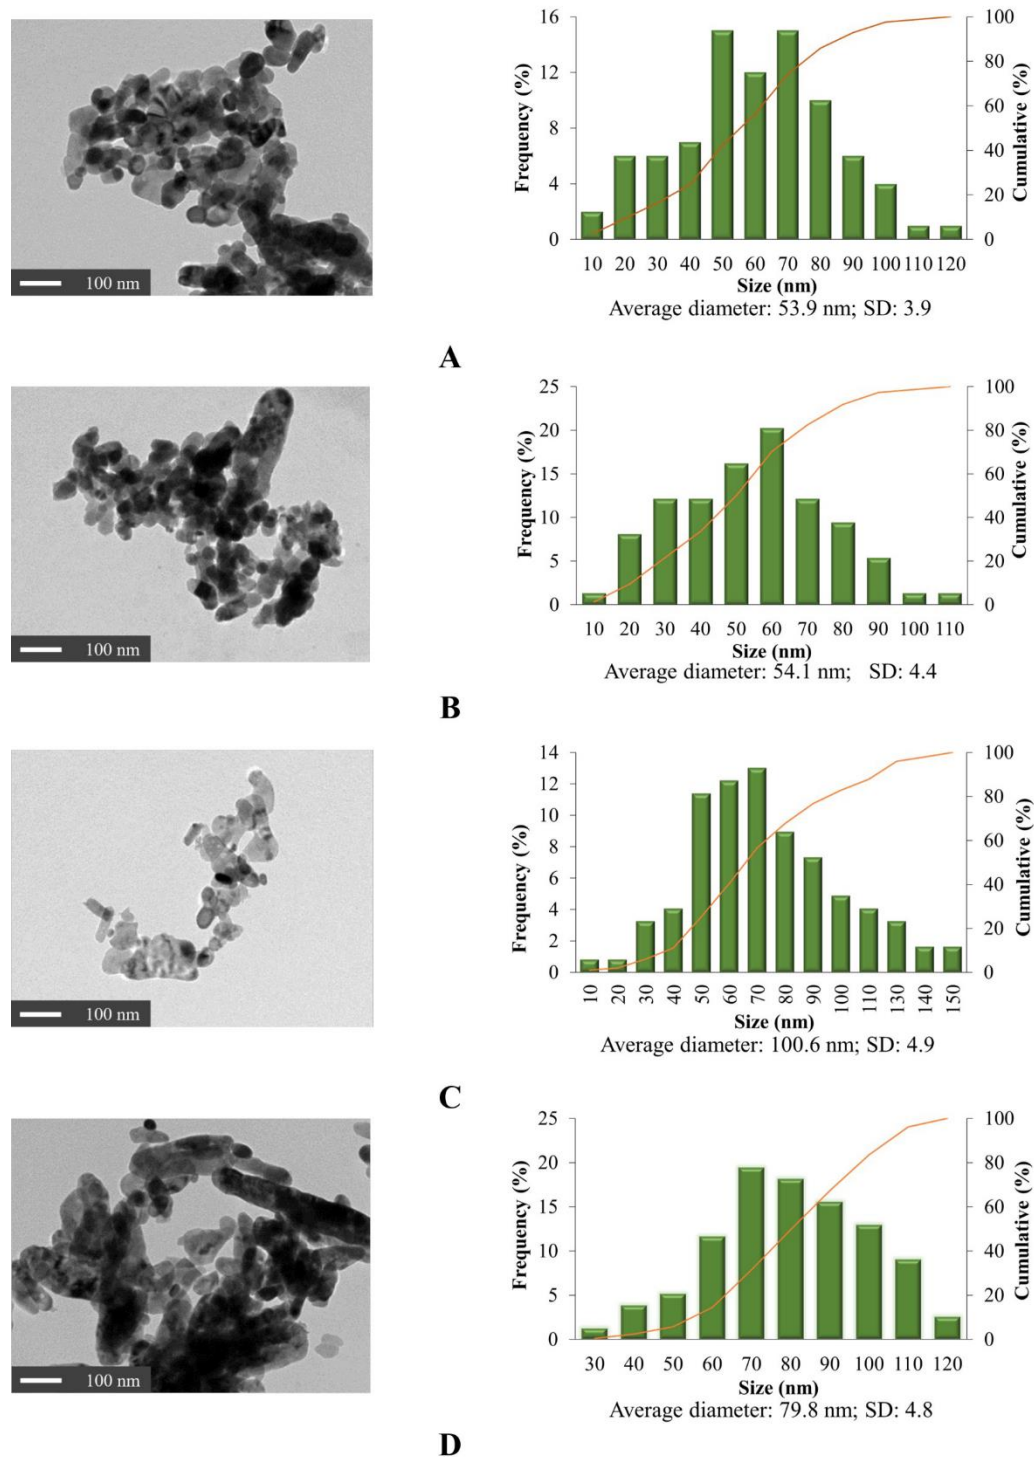 100 nm
Frequency (%)
16
12
8
4
0
100
80
60
40
20
0
Cumulative (%)
10 20 30 40 50 60 70 80 90 100 110 120
Size (nm)
Average diameter: 53.9 nm; SD: 3.9
A
100 nm
Frequency (%)
25
20
15
10
5
0
100
80
60
40
20
0
Cumulative (%)
10 20 30 40 50 60 70 80 90 100 110
Size (nm)
Average diameter: 54.1 nm; SD: 4.4
B
100 nm
Frequency (%)
14
12
10
8
6
4
2
0
100
80
60
40
20
0
Cumulative (%)
10 20 30 40 50 60 70 80 90 100 110 130 140 150
Size (nm)
Average diameter: 100.6 nm; SD: 4.9
C
100 nm
Frequency (%)
25
20
15
10
5
0
100
80
60
40
20
0
Cumulative (%)
30 40 50 60 70 80 90 100 110 120
Size (nm)
Average diameter: 79.8 nm; SD: 4.8
D